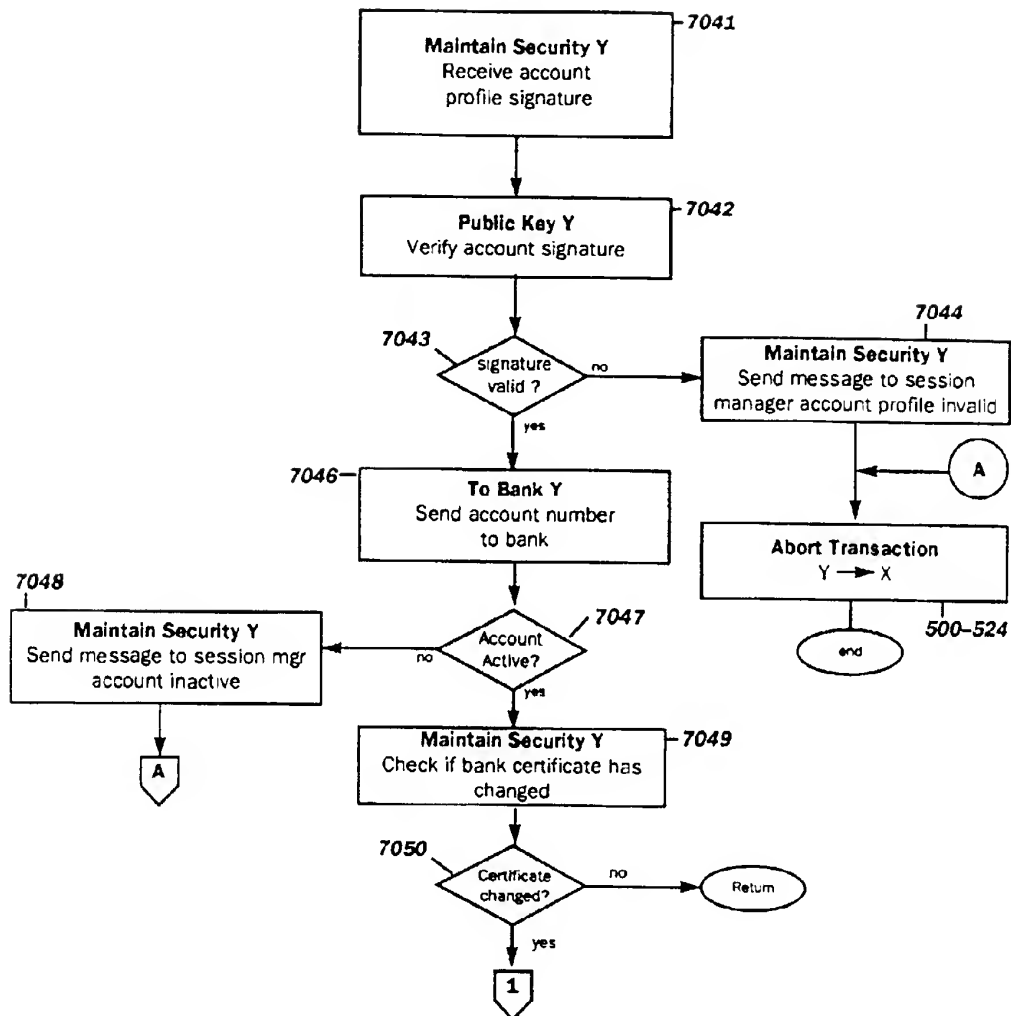 7041
Maintain Security Y
Receive account
profile signature
7042
Public Key Y
Verify account signature
7043
signature
valid ?
no
yes
7044
Maintain Security Y
Send message to session
manager account profile invalid
A
7046
To Bank Y
Send account number
to bank
Abort Transaction
Y → X
500–524
end
7048
Maintain Security Y
Send message to session mgr
account inactive
A
7047
Account
Active?
no
yes
7049
Maintain Security Y
Check if bank certificate has
changed
7050
Certificate
changed?
no
Return
yes
1